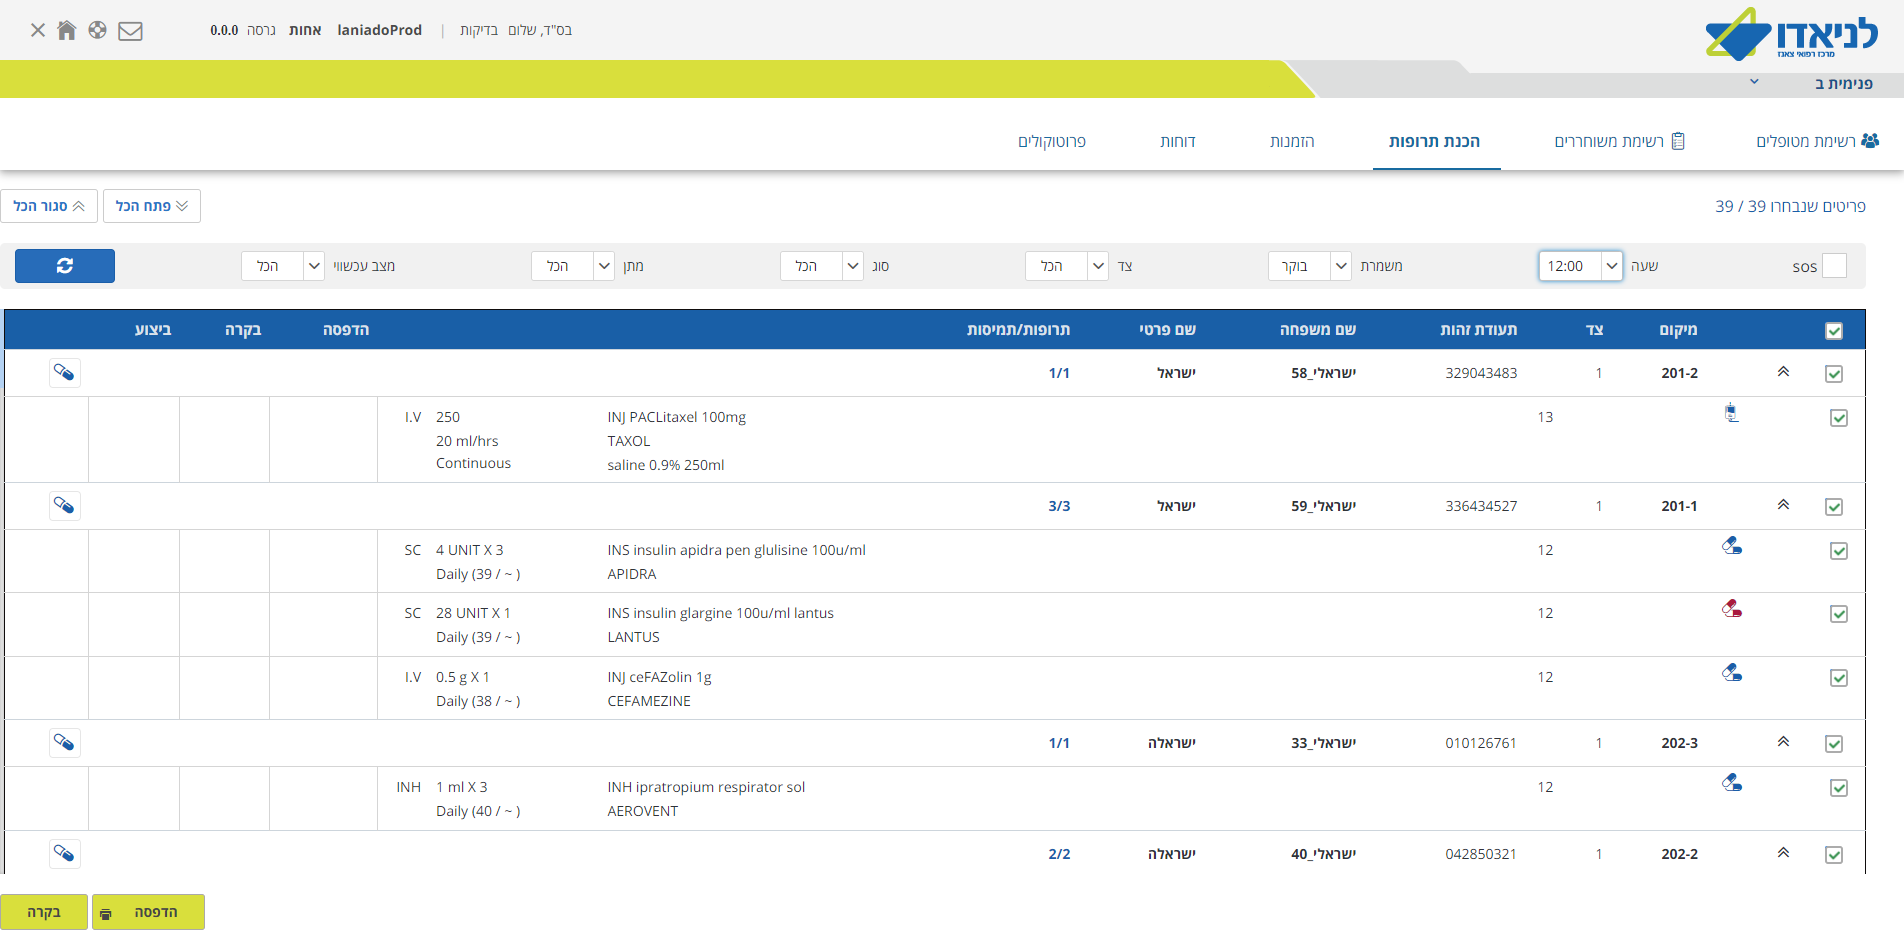 לניאדו
מרכז רפואי צאנז
בס"ד, שלום בדיקות | laniadoProd אחות גרסה 0.0.0
פנימית ב
רשימת מטופלים רשימת משוחררים הכנת תרופות הזמנות דוחות פרוטוקולים
פריטים שנבחרו 39 / 39 פתח הכל סגור הכל
sos שעה 12:00 משמרת בוקר צד הכל סוג הכל מתן הכל מצב עכשווי הכל
מיקום צד תעודת זהות שם משפחה שם פרטי תרופות/תמיסות הדפסה בקרה ביצוע
201-2 1 329043483 ישראלי_58 ישראל 1/1
13 INJ PACLitaxel 100mg 250 I.V
TAXOL 20 ml/hrs
saline 0.9% 250ml Continuous
201-1 1 336434527 ישראלי_59 ישראל 3/3
12 INS insulin apidra pen glulisine 100u/ml 4 UNIT X 3 SC
APIDRA Daily (39 / ~ )
12 INS insulin glargine 100u/ml lantus 28 UNIT X 1 SC
LANTUS Daily (39 / ~ )
12 INJ ceFAZolin 1g 0.5 g X 1 I.V
CEFAMEZINE Daily (38 / ~ )
202-3 1 010126761 ישראלי_33 ישראלה 1/1
12 INH ipratropium respirator sol 1 ml X 3 INH
AEROVENT Daily (40 / ~ )
202-2 1 042850321 ישראלי_40 ישראלה 2/2
הדפסה בקרה